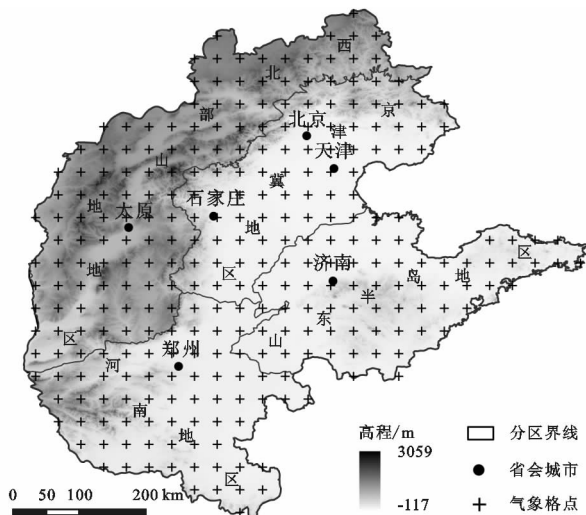 西北部山地地区
京津冀地区
北京
天津
石家庄
太原
济南
山东半岛地区
郑州
河南地区
高程/m
3059
-117
分区界线
省会城市
气象格点
0 50 100 200 km